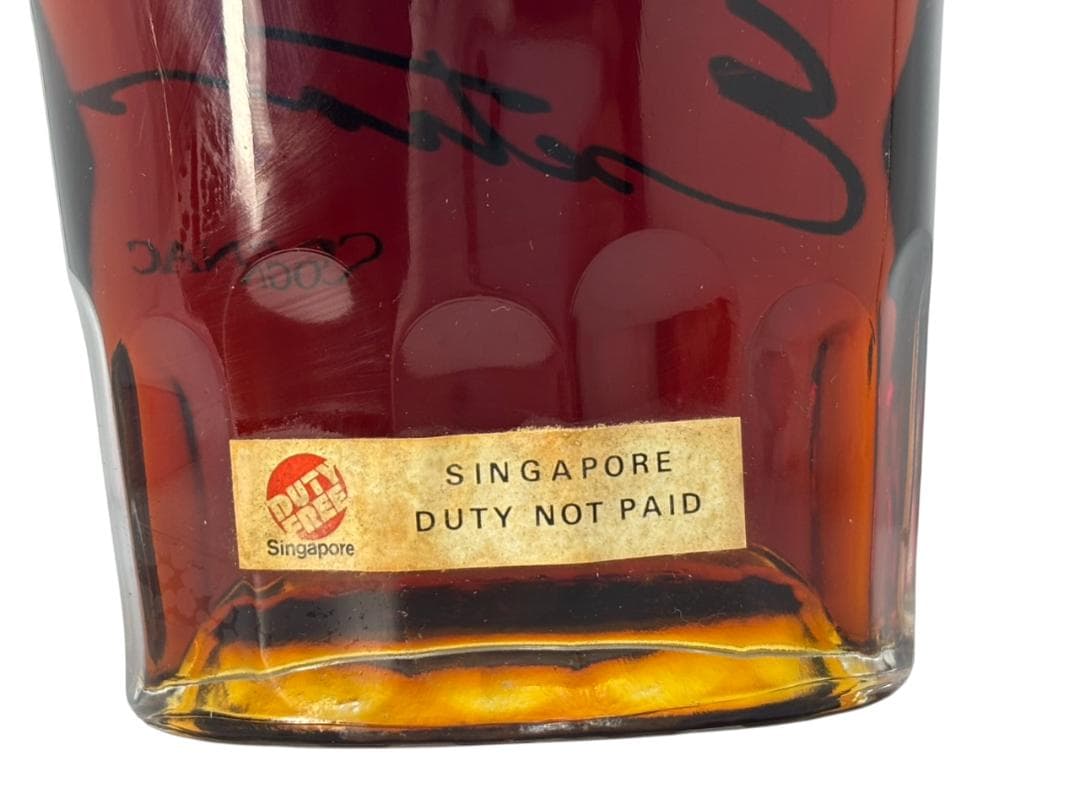 COGNAC
DUTY
FREE
Singapore
SINGAPORE
DUTY NOT PAID